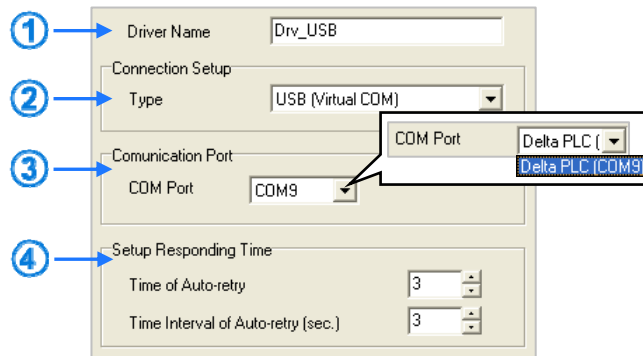 1 Driver Name Drv_USB
Connection Setup
2 Type USB (Virtual COM)
COM Port Delta PLC (
Delta PLC (COM9)
3 Comunication Port
COM Port COM9
4 Setup Responding Time
Time of Auto-retry 3
Time Interval of Auto-retry (sec.) 3